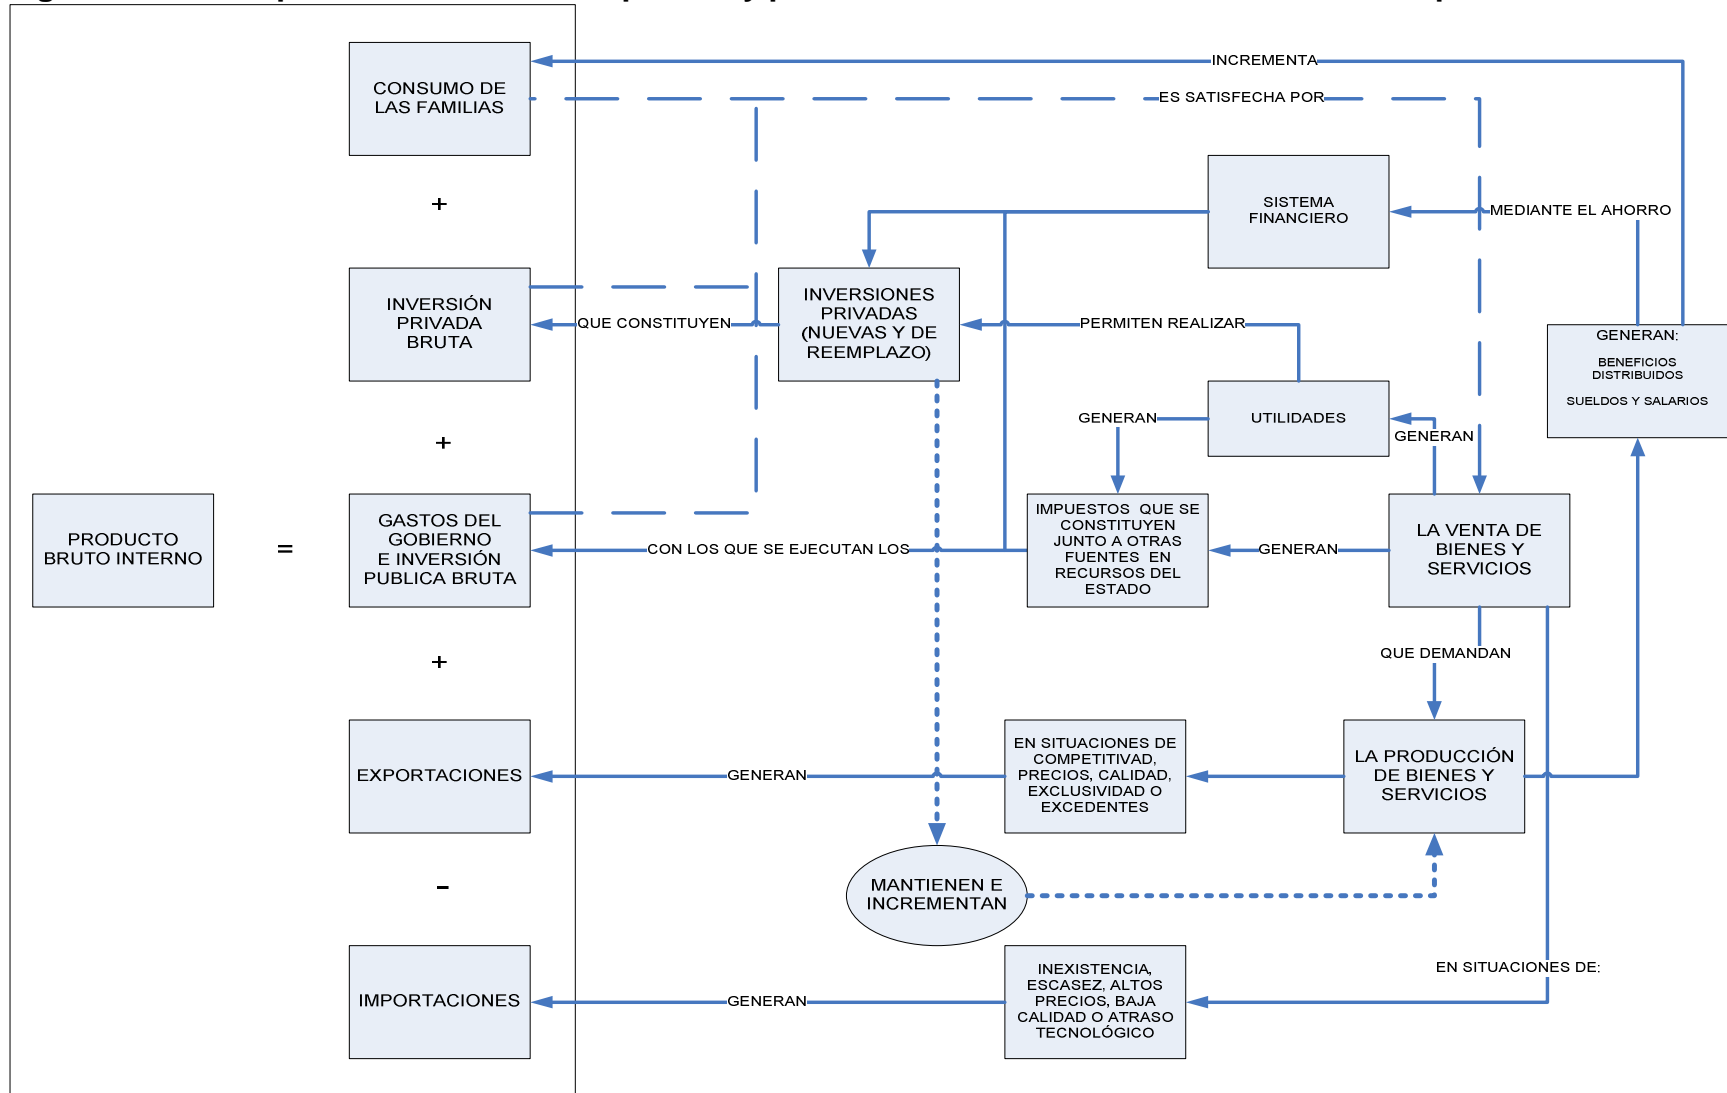 INCREMENTA
CONSUMO DE
LAS FAMILIAS
ES SATISFECHA POR
+
SISTEMA
FINANCIERO
MEDIANTE EL AHORRO
INVERSIÓN
PRIVADA
BRUTA
QUE CONSTITUYEN
INVERSIONES
PRIVADAS
(NUEVAS Y DE
REEMPLAZO)
PERMITEN REALIZAR
GENERAN:
BENEFICIOS
DISTRIBUIDOS
SUELDOS Y SALARIOS
+
GENERAN
UTILIDADES
GENERAN
PRODUCTO
BRUTO INTERNO
=
GASTOS DEL
GOBIERNO
E INVERSIÓN
PUBLICA BRUTA
CON LOS QUE SE EJECUTAN LOS
IMPUESTOS QUE SE
CONSTITUYEN
JUNTO A OTRAS
FUENTES EN
RECURSOS DEL
ESTADO
GENERAN
LA VENTA DE
BIENES Y
SERVICIOS
+
QUE DEMANDAN
EXPORTACIONES
GENERAN
EN SITUACIONES DE
COMPETITIVAD,
PRECIOS, CALIDAD,
EXCLUSIVIDAD O
EXCEDENTES
LA PRODUCCIÓN
DE BIENES Y
SERVICIOS
-
MANTIENEN E
INCREMENTAN
IMPORTACIONES
GENERAN
INEXISTENCIA,
ESCASEZ, ALTOS
PRECIOS, BAJA
CALIDAD O ATRASO
TECNOLÓGICO
EN SITUACIONES DE: